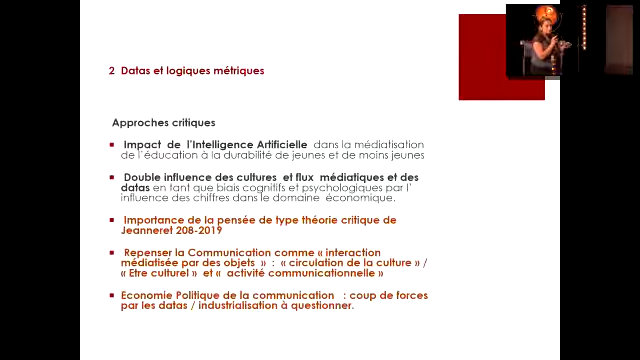 2 Datas et logiques métriques
Approches critiques
Impact de l'Intelligence Artificielle dans la médiatisation
de l'éducation à la durabilité de jeunes et de moins jeunes
Double influence des cultures et flux médiatiques et des
datas en tant que biais cognitifs et psychologiques par l'
influence des chiffres dans le domaine économique.
Importance de la pensée de type théorie critique de
Jeanneret 208-2019
Repenser la Communication comme « interaction
médiatisée par des objets » : « circulation de la culture » /
« Etre culturel » et « activité communicationnelle »
Economie Politique de la communication : coup de forces
par les datas / industrialisation à questionner.